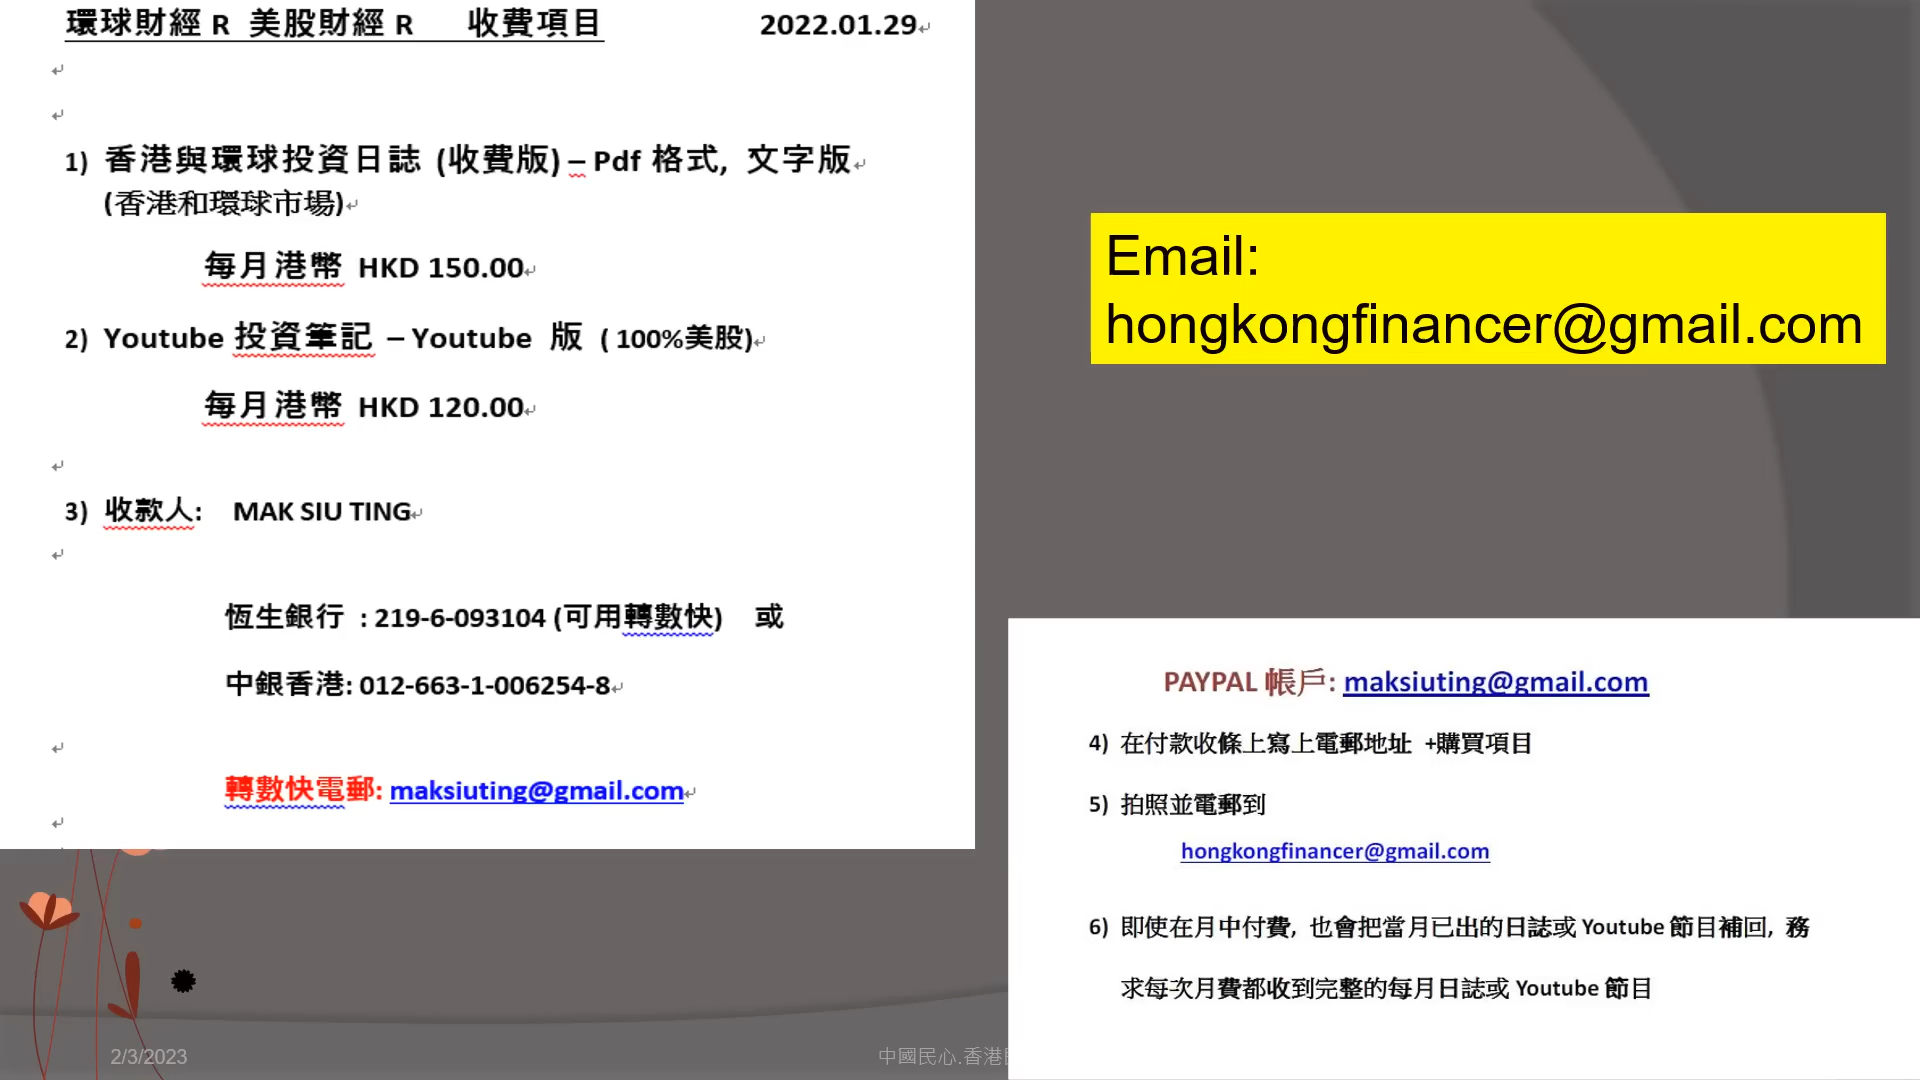 環球財經 R 美股財經 R 收費項目 2022.01.29
1) 香港與環球投資日誌 (收費版) – Pdf 格式, 文字版
(香港和環球市場)
每月港幣 HKD 150.00
2) Youtube 投資筆記 – Youtube 版 ( 100%美股)
每月港幣 HKD 120.00
3) 收款人: MAK SIU TING
恆生銀行 : 219-6-093104 (可用轉數快) 或
中銀香港: 012-663-1-006254-8
轉數快電郵: maksiuting@gmail.com
Email:
hongkongfinancer@gmail.com
PAYPAL 帳戶: maksiuting@gmail.com
4) 在付款收條上寫上電郵地址 +購買項目
5) 拍照並電郵到
hongkongfinancer@gmail.com
6) 即使在月中付費, 也會把當月已出的日誌或 Youtube 節目補回, 務
求每次月費都收到完整的每月日誌或 Youtube 節目
2/3/2023
中國民心.香港